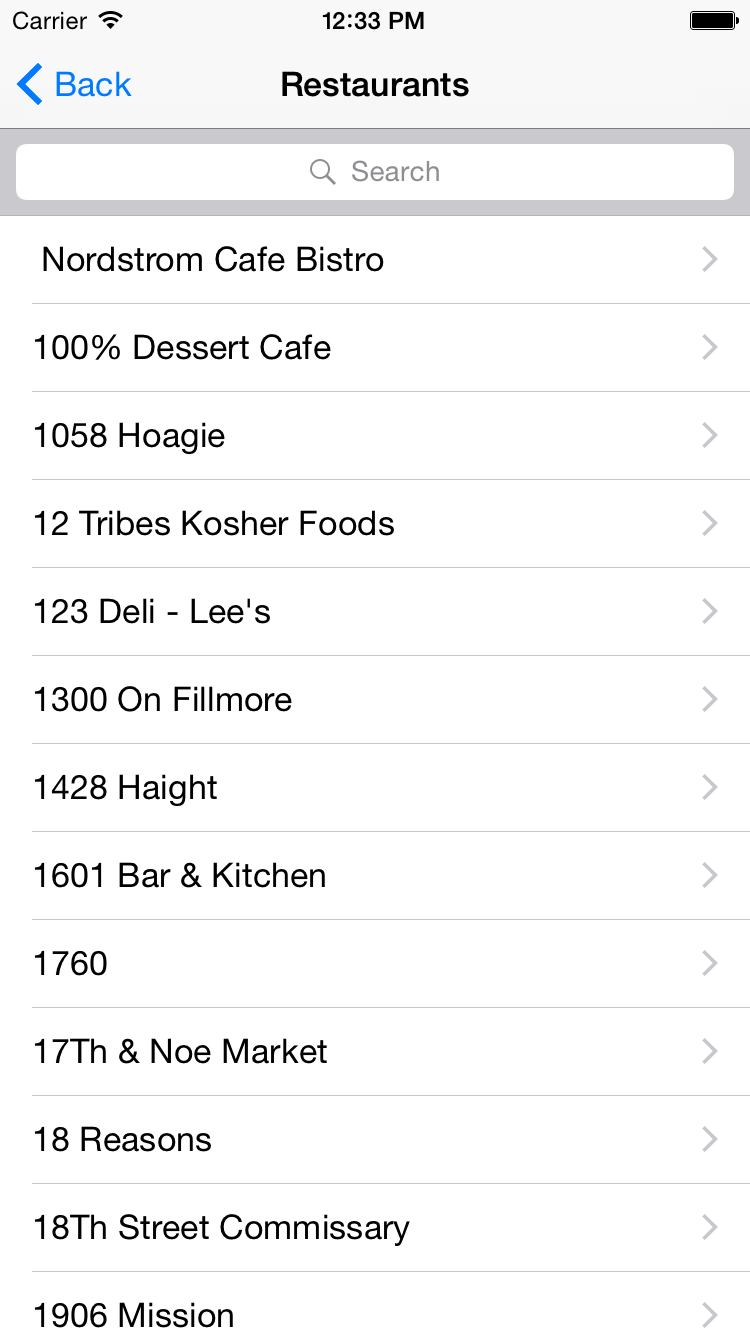 Carrier 12:33 PM
Back Restaurants
Search
Nordstrom Cafe Bistro
100% Dessert Cafe
1058 Hoagie
12 Tribes Kosher Foods
123 Deli - Lee's
1300 On Fillmore
1428 Haight
1601 Bar & Kitchen
1760
17Th & Noe Market
18 Reasons
18Th Street Commissary
1906 Mission